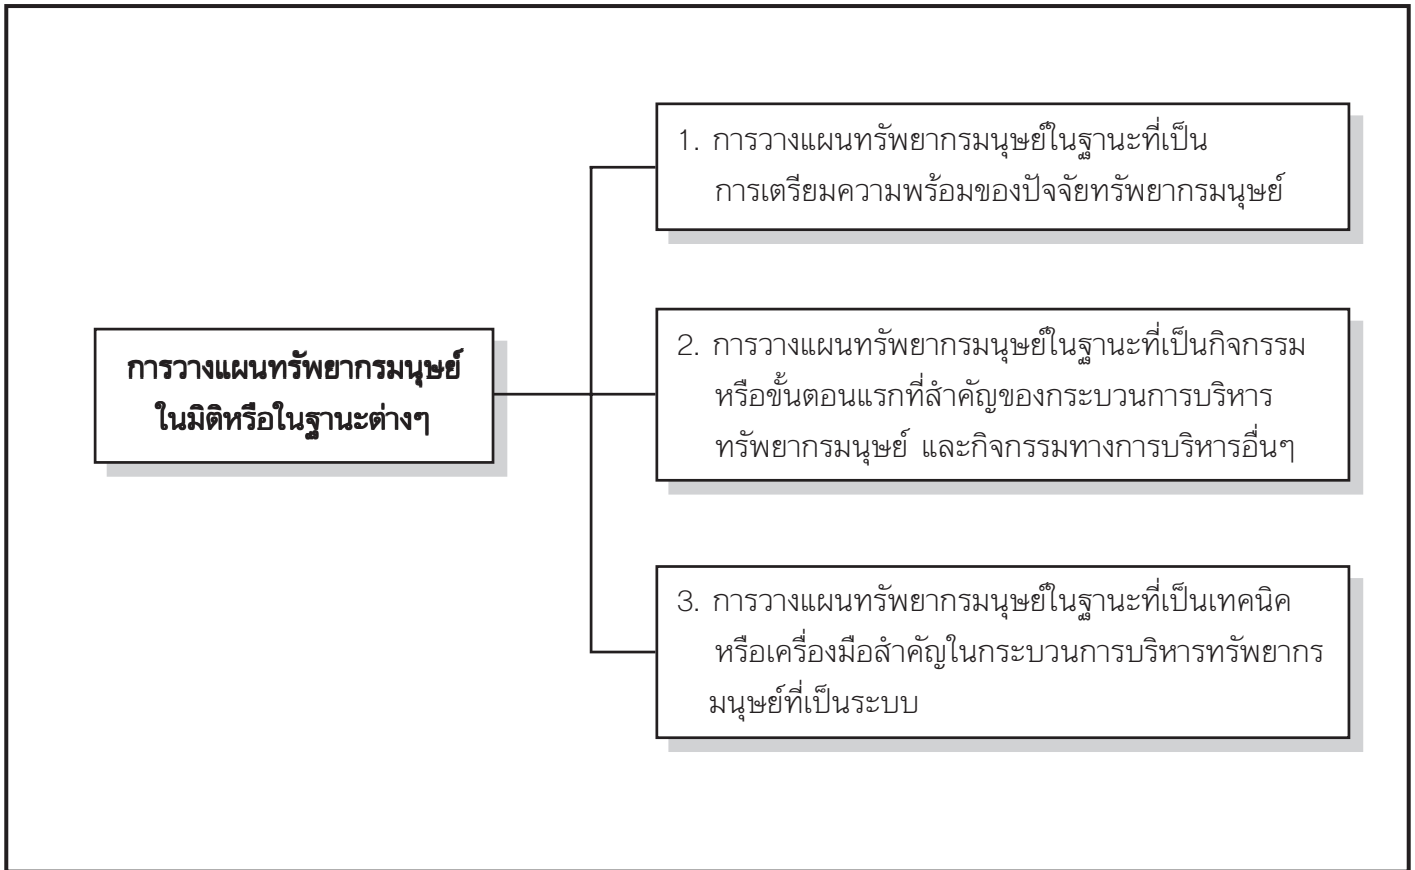 1. การวางแผนทรัพยากรมนุษย์ในฐานะที่เป็น
การเตรียมความพร้อมของปัจจัยทรัพยากรมนุษย์
การวางแผนทรัพยากรมนุษย์
ในมิติหรือในฐานะต่างๆ
2. การวางแผนทรัพยากรมนุษย์ในฐานะที่เป็นกิจกรรม
หรือขั้นตอนแรกที่สำคัญของกระบวนการบริหาร
ทรัพยากรมนุษย์ และกิจกรรมทางการบริหารอื่นๆ
3. การวางแผนทรัพยากรมนุษย์ในฐานะที่เป็นเทคนิค
หรือเครื่องมือสำคัญในกระบวนการบริหารทรัพยากร
มนุษย์ที่เป็นระบบ